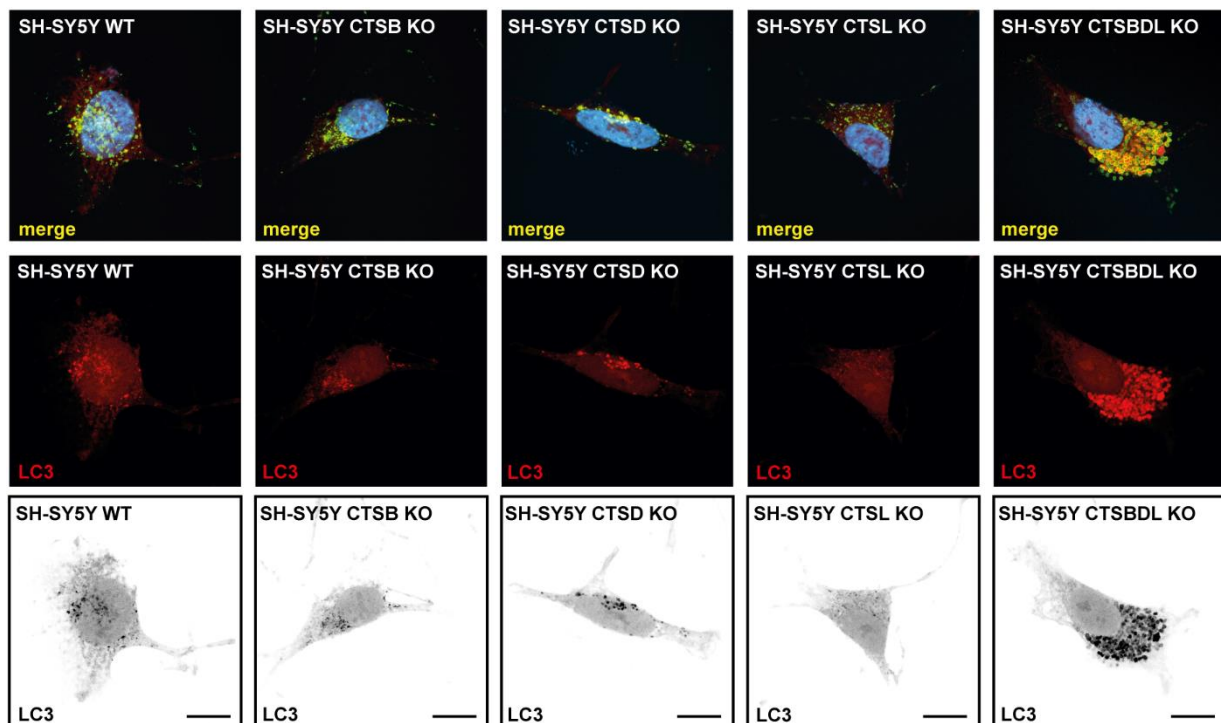 SH-SY5Y WT
merge
SH-SY5Y CTSB KO
merge
SH-SY5Y CTSD KO
merge
SH-SY5Y CTSL KO
merge
SH-SY5Y CTSBDL KO
merge
SH-SY5Y WT
LC3
SH-SY5Y CTSB KO
LC3
SH-SY5Y CTSD KO
LC3
SH-SY5Y CTSL KO
LC3
SH-SY5Y CTSBDL KO
LC3
SH-SY5Y WT
LC3
SH-SY5Y CTSB KO
LC3
SH-SY5Y CTSD KO
LC3
SH-SY5Y CTSL KO
LC3
SH-SY5Y CTSBDL KO
LC3